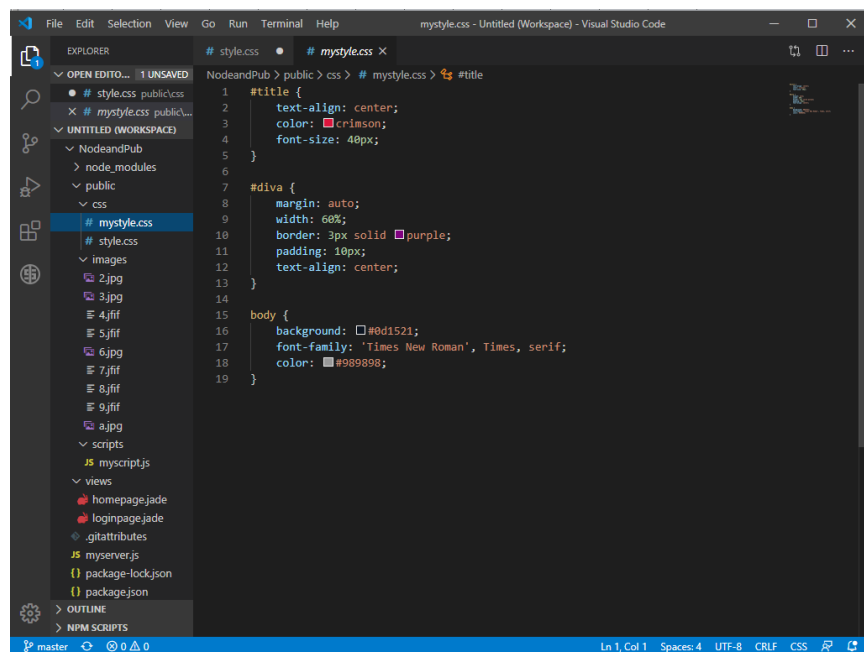 File Edit Selection View Go Run Terminal Help mystyle.css - Untitled (Workspace) - Visual Studio Code
EXPLORER
# style.css ● # mystyle.css ×
OPEN EDITO... 1 UNSAVED
● # style.css public\css
× # mystyle.css public\...
UNTITLED (WORKSPACE)
NodeandPub
node_modules
public
css
# mystyle.css
# style.css
images
2.jpg
3.jpg
4.jfif
5.jfif
6.jpg
7.jfif
8.jfif
9.jfif
a.jpg
scripts
JS myscript.js
views
homepage.jade
loginpage.jade
.gitattributes
JS myserver.js
{} package-lock.json
{} package.json
OUTLINE
NPM SCRIPTS
1
NodeandPub > public > css > # mystyle.css > #title
1 #title {
2 text-align: center;
3 color: crimson;
4 font-size: 40px;
5 }
6
7 #diva {
8 margin: auto;
9 width: 60%;
10 border: 3px solid purple;
11 padding: 10px;
12 text-align: center;
13 }
14
15 body {
16 background: #0d1521;
17 font-family: 'Times New Roman', Times, serif;
18 color: #989898;
19 }
master 0 0 Ln 1, Col 1 Spaces: 4 UTF-8 CRLF CSS